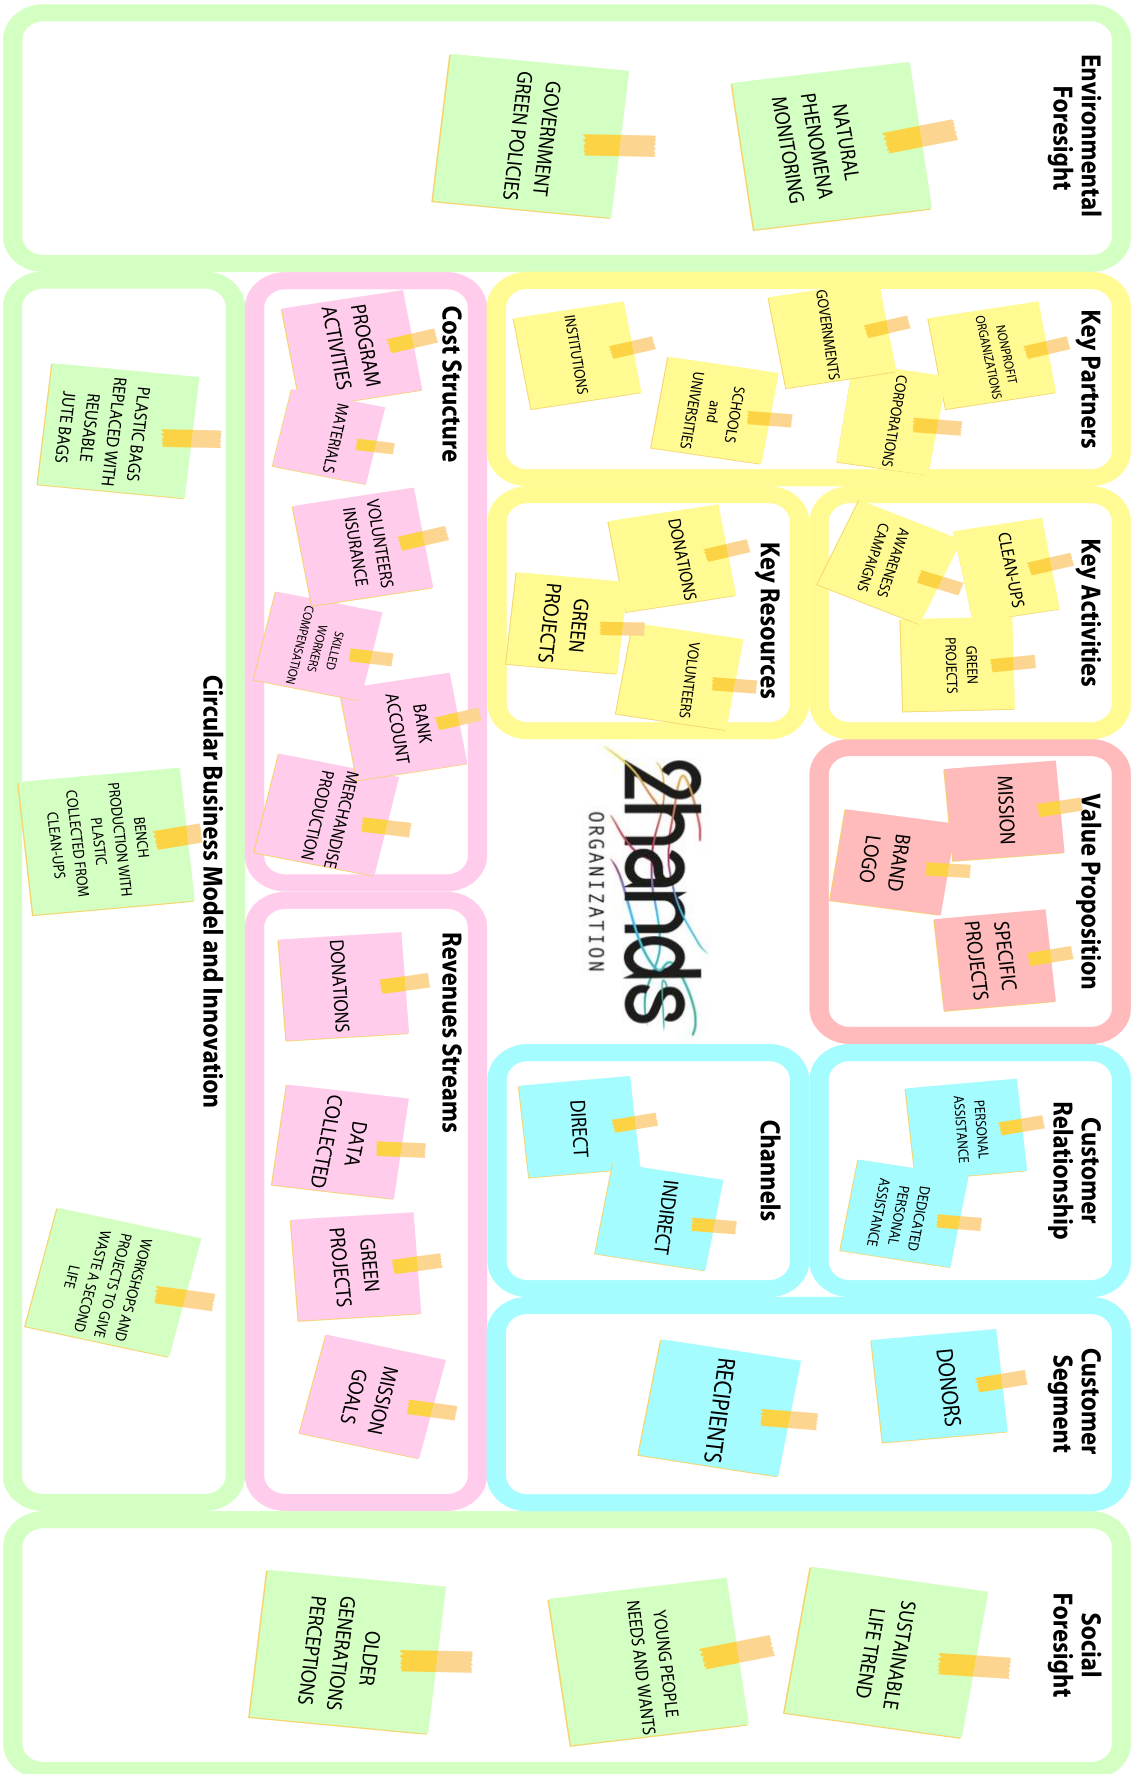 Environmental
Foresight
NATURAL
PHENOMENA
MONITORING
GOVERNMENT
GREEN POLICIES
Key Partners
NONPROFIT
ORGANIZATIONS
GOVERNMENTS
CORPORATIONS
SCHOOLS
and
UNIVERSITIES
INSTITUTIONS
Key Activities
CLEAN-UPS
AWARENESS
CAMPAIGNS
GREEN
PROJECTS
Key Resources
DONATIONS
VOLUNTEERS
GREEN
PROJECTS
Value Proposition
MISSION
BRAND
LOGO
SPECIFIC
PROJECTS
2hands
ORGANIZATION
Customer
Relationship
PERSONAL
ASSISTANCE
DEDICATED
PERSONAL
ASSISTANCE
Channels
DIRECT
INDIRECT
Customer
Segment
DONORS
RECIPIENTS
Cost Structure
PROGRAM
ACTIVITIES
MATERIALS
VOLUNTEERS
INSURANCE
SKILLED
WORKERS
COMPENSATION
BANK
ACCOUNT
MERCHANDISE
PRODUCTION
Revenues Streams
DONATIONS
DATA
COLLECTED
GREEN
PROJECTS
MISSION
GOALS
Circular Business Model and Innovation
PLASTIC BAGS
REPLACED WITH
REUSABLE
JUTE BAGS
BENCH
PRODUCTION WITH
PLASTIC
COLLECTED FROM
CLEAN-UPS
WORKSHOPS AND
PROJECTS TO GIVE
WASTE A SECOND
LIFE
Social
Foresight
SUSTAINABLE
LIFE TREND
YOUNG PEOPLE
NEEDS AND WANTS
OLDER
GENERATIONS
PERCEPTIONS